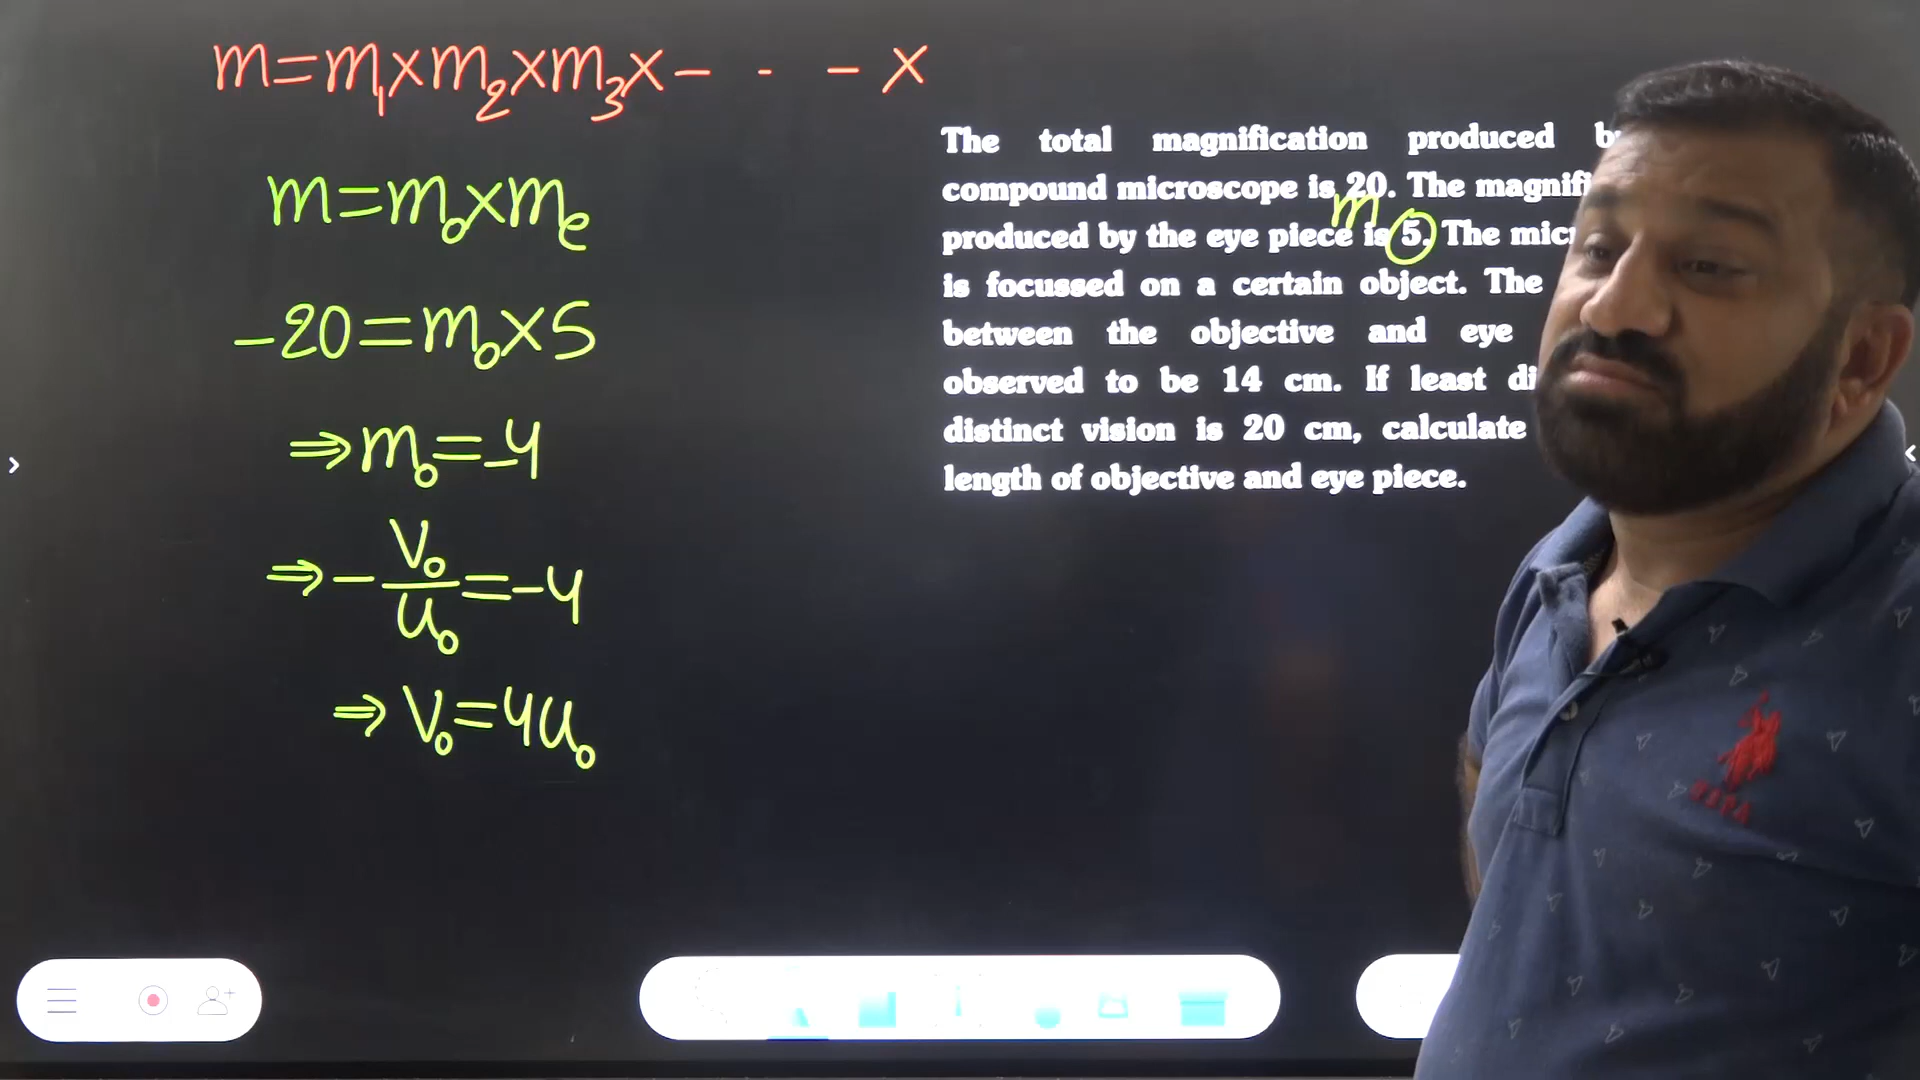 m=m₁×m₂×m₃×- - - ×
m=m₀×mₑ
-20=m₀×5
⇒m₀=-4
⇒-V₀/u₀=-4
⇒V₀=4u₀
The total magnification produced
compound microscope is 20. The
produced by the eye piece is 5. The
m
is focussed on a certain object. The
between the objective and eye
observed to be 14 cm. If least
distinct vision is 20 cm, calculate
length of objective and eye piece.